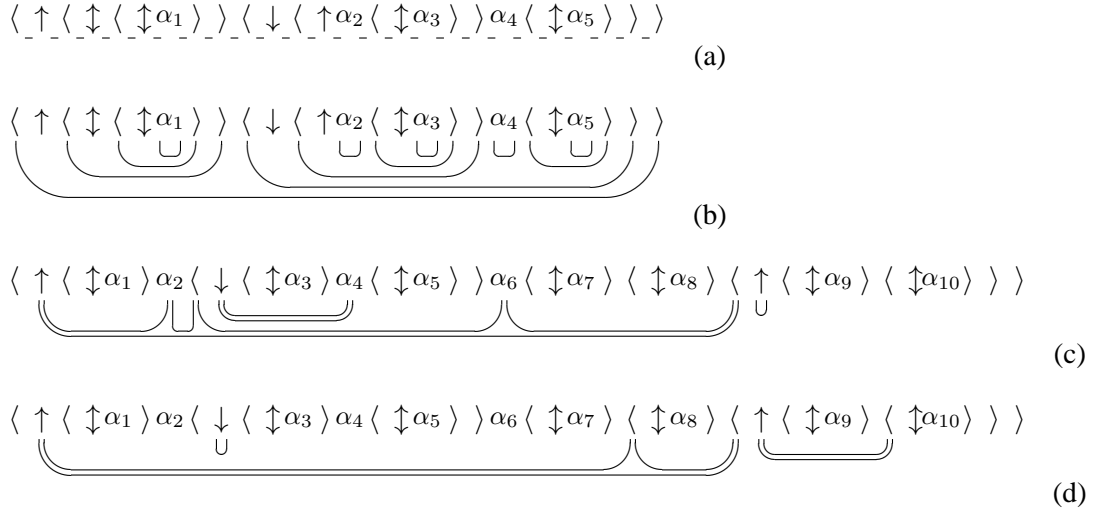 ⟨ ↑ ⟨ ↕ ⟨ ↕ α₁ ⟩ ⟩ ⟨ ↓ ⟨ ↑ α₂ ⟨ ↕ α₃ ⟩ ⟩ α₄ ⟨ ↕ α₅ ⟩ ⟩ ⟩
(a)
⟨ ↑ ⟨ ↕ ⟨ ↕ α₁ ⟩ ⟩ ⟨ ↓ ⟨ ↑ α₂ ⟨ ↕ α₃ ⟩ ⟩ α₄ ⟨ ↕ α₅ ⟩ ⟩ ⟩
(b)
⟨ ↑ ⟨ ↕ α₁ ⟩ α₂ ⟨ ↓ ⟨ ↕ α₃ ⟩ α₄ ⟨ ↕ α₅ ⟩ ⟩ α₆ ⟨ ↕ α₇ ⟩ ⟨ ↕ α₈ ⟩ ⟨ ↑ ⟨ ↕ α₉ ⟩ ⟨ ↕ α₁₀ ⟩ ⟩ ⟩
(c)
⟨ ↑ ⟨ ↕ α₁ ⟩ α₂ ⟨ ↓ ⟨ ↕ α₃ ⟩ α₄ ⟨ ↕ α₅ ⟩ ⟩ α₆ ⟨ ↕ α₇ ⟩ ⟨ ↕ α₈ ⟩ ⟨ ↑ ⟨ ↕ α₉ ⟩ ⟨ ↕ α₁₀ ⟩ ⟩ ⟩
(d)